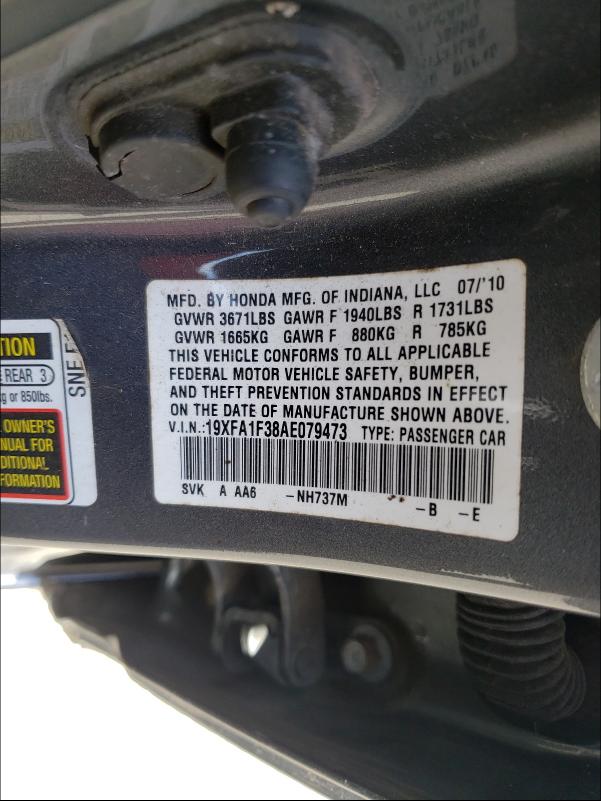 MFD. BY HONDA MFG. OF INDIANA, LLC 07/'10
GVWR 3671LBS GAWR F 1940LBS R 1731LBS
GVWR 1665KG GAWR F 880KG R 785KG
THIS VEHICLE CONFORMS TO ALL APPLICABLE
FEDERAL MOTOR VEHICLE SAFETY, BUMPER,
AND THEFT PREVENTION STANDARDS IN EFFECT
ON THE DATE OF MANUFACTURE SHOWN ABOVE.
V.I.N.:19XFA1F38AE079473 TYPE: PASSENGER CAR
SVK A AA6 -NH737M -B -E
TION
REAR 3
g or 850lbs.
OWNER'S
NUAL FOR
DITIONAL
FORMATION
SNE